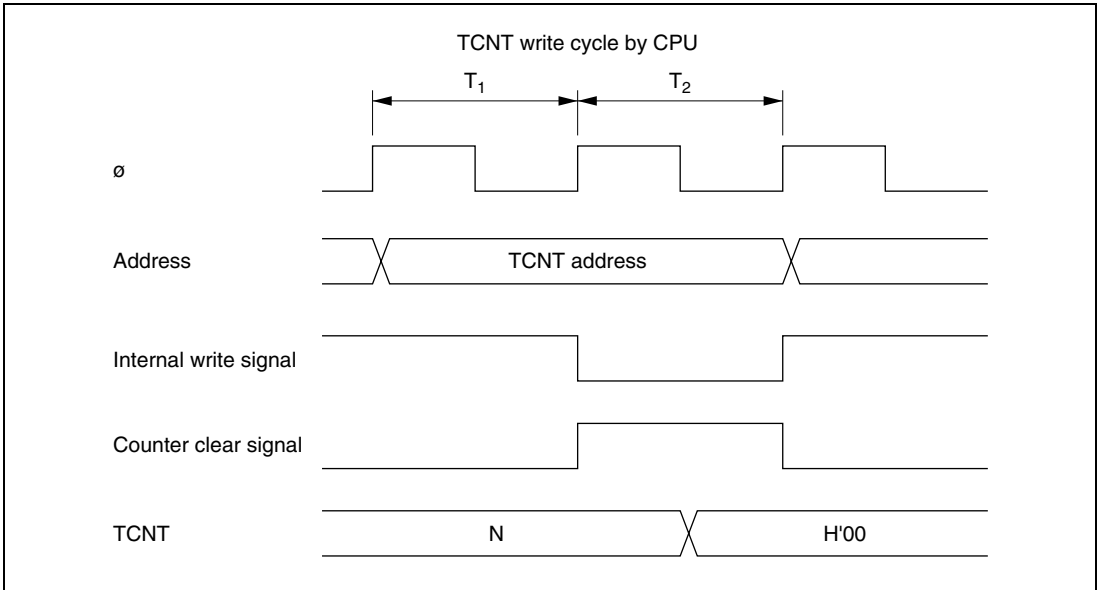 TCNT write cycle by CPU
T1 T2
ø
Address TCNT address
Internal write signal
Counter clear signal
TCNT N H'00